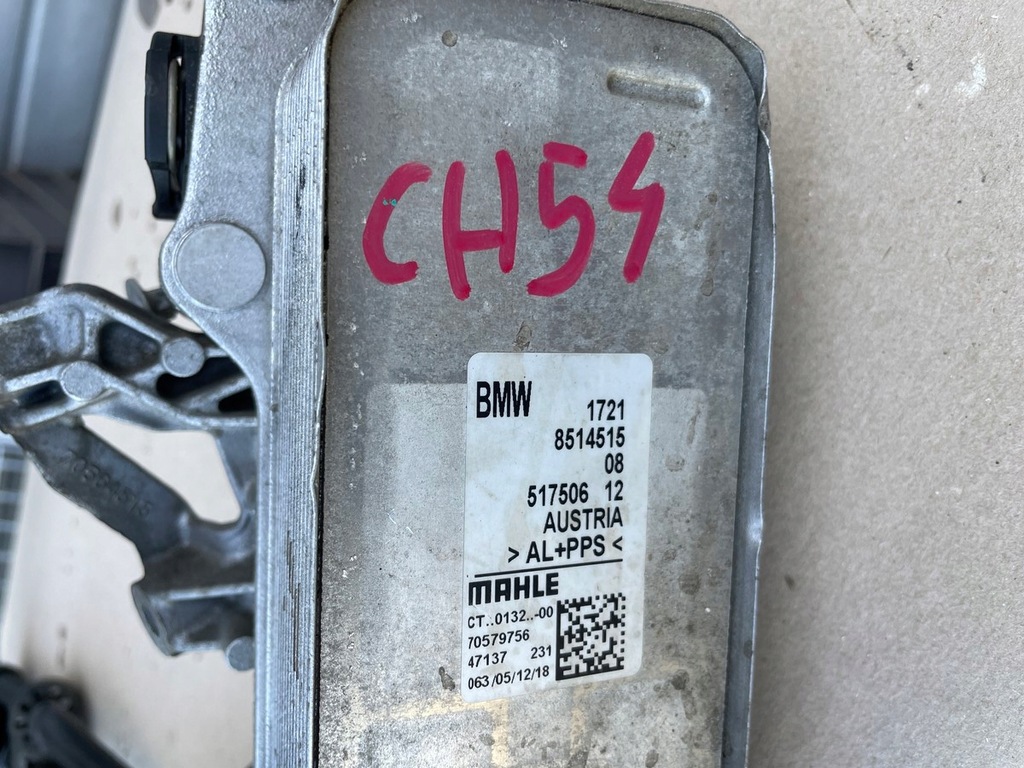 CH54
BMW
1721
8514515
08
517506 12
AUSTRIA
> AL+PPS <
MAHLE
CT..0132..-00
70579756
47137 231
063/05/12/18